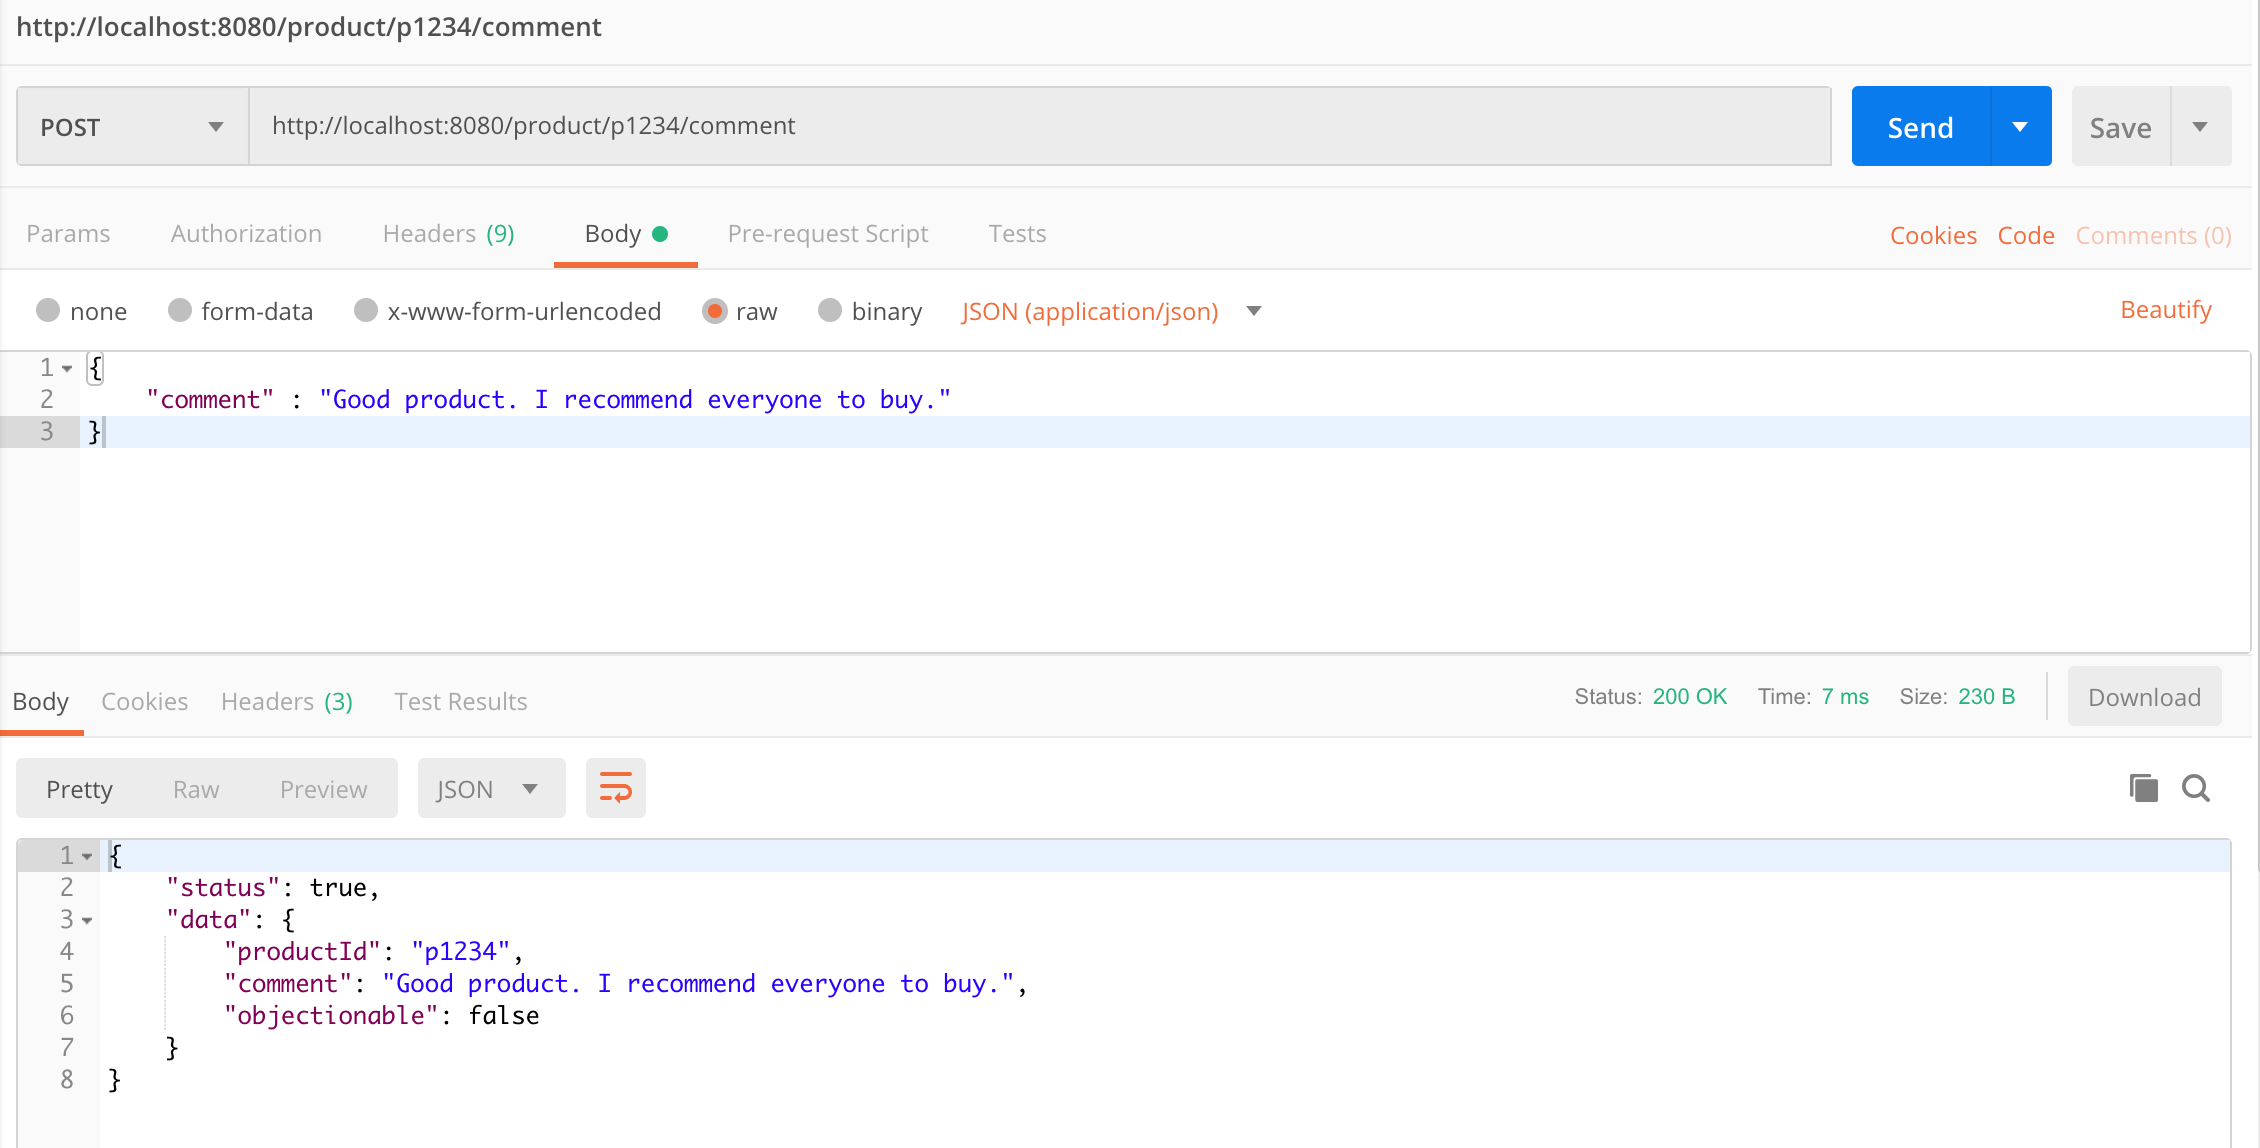 http://localhost:8080/product/p1234/comment
POST http://localhost:8080/product/p1234/comment Send Save
Params Authorization Headers (9) Body Pre-request Script Tests Cookies Code Comments (0)
none form-data x-www-form-urlencoded raw binary JSON (application/json) Beautify
1 {
2 "comment" : "Good product. I recommend everyone to buy."
3 }
Body Cookies Headers (3) Test Results Status: 200 OK Time: 7 ms Size: 230 B Download
Pretty Raw Preview JSON
1 {
2 "status": true,
3 "data": {
4 "productId": "p1234",
5 "comment": "Good product. I recommend everyone to buy.",
6 "objectionable": false
7 }
8 }